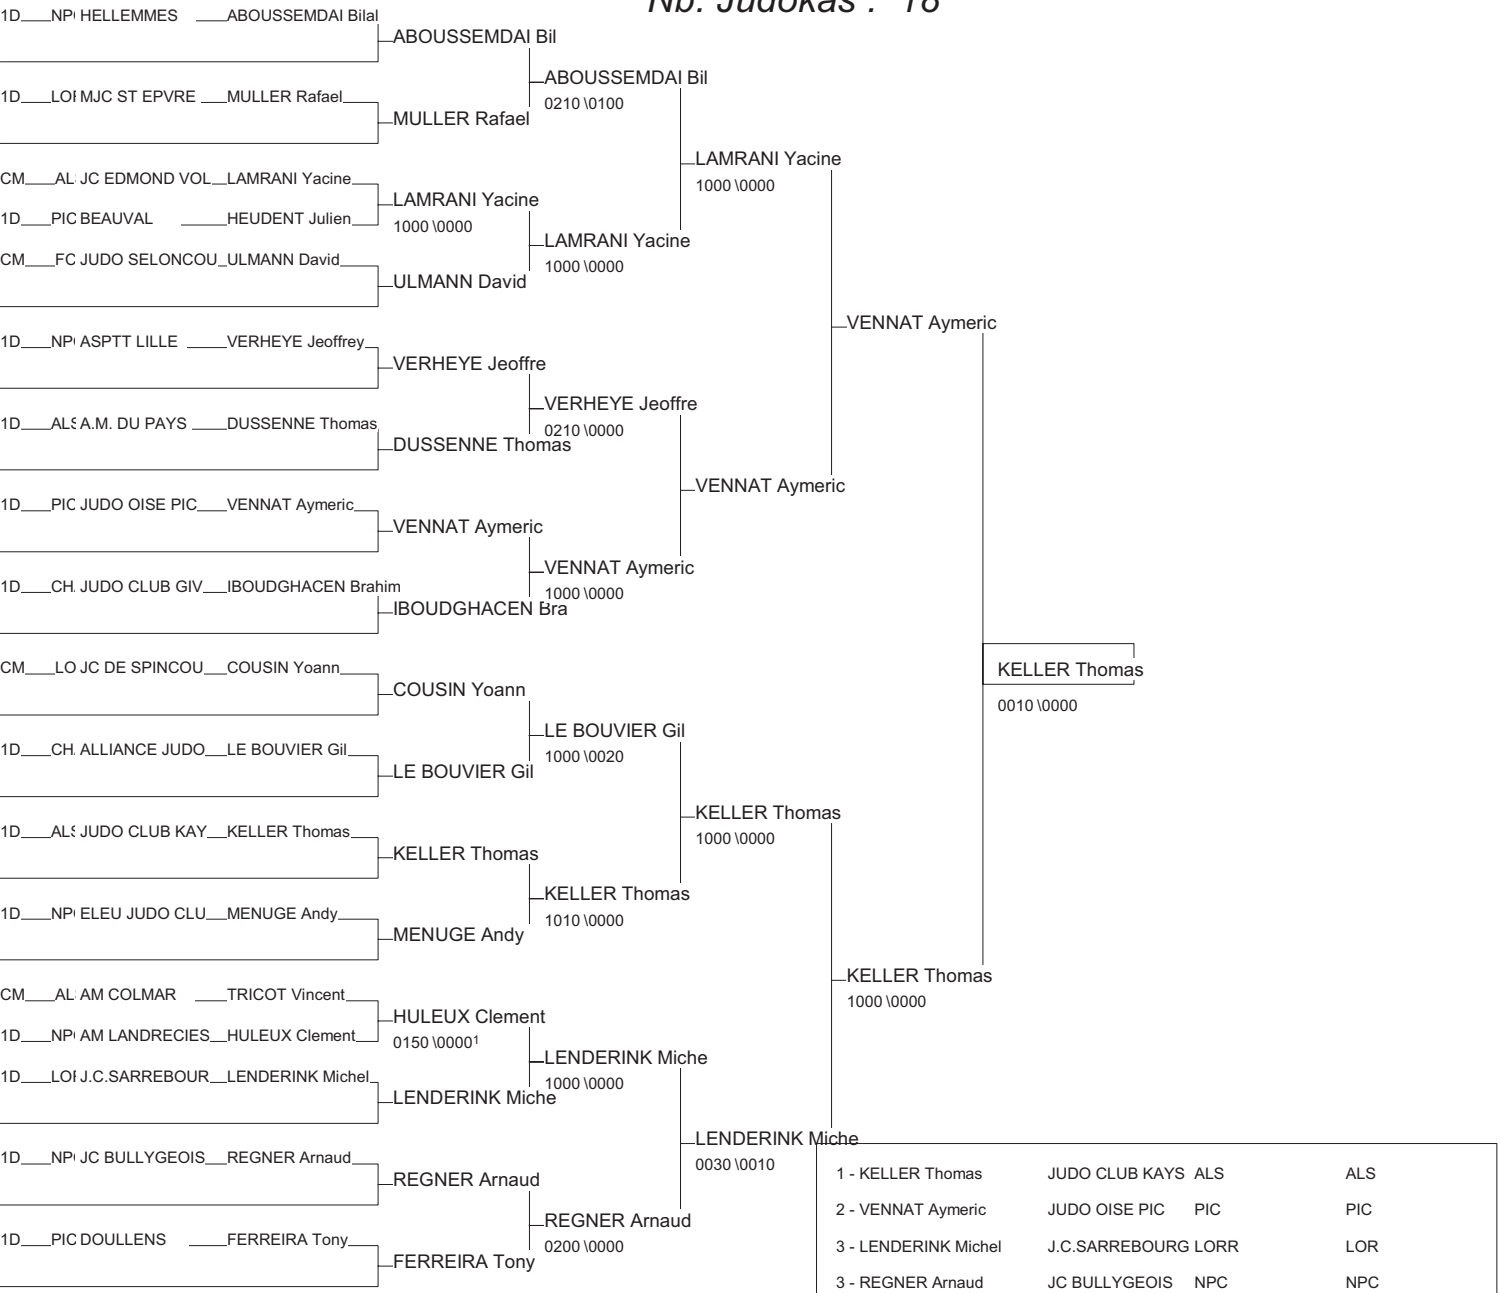 Nb. Judokas : 18
1D NP HELLEMMES ABOUSSEMDAI Bilal
ABOUSSEMDAI Bil
ABOUSSEMDAI Bil
0210 \0100
1D LOF MJC ST EPVRE MULLER Rafael
MULLER Rafael
LAMRANI Yacine
1000 \0000
CM AL JC EDMOND VOL LAMRANI Yacine
LAMRANI Yacine
1000 \0000
1D PIC BEAUVAL HEUDENT Julien
LAMRANI Yacine
1000 \0000
CM FC JUDO SELONCOU ULMANN David
ULMANN David
VENNAT Aymeric
1D NP ASPTT LILLE VERHEYE Jeoffrey
VERHEYE Jeoffre
VERHEYE Jeoffre
0210 \0000
1D ALS A.M. DU PAYS DUSSENNE Thomas
DUSSENNE Thomas
VENNAT Aymeric
1D PIC JUDO OISE PIC VENNAT Aymeric
VENNAT Aymeric
VENNAT Aymeric
1000 \0000
1D CH. JUDO CLUB GIV IBOUDGHACEN Brahim
IBOUDGHACEN Bra
KELLER Thomas
0010 \0000
CM LO JC DE SPINCOU COUSIN Yoann
COUSIN Yoann
LE BOUVIER Gil
1000 \0020
1D CH. ALLIANCE JUDO LE BOUVIER Gil
LE BOUVIER Gil
KELLER Thomas
1000 \0000
1D ALS JUDO CLUB KAY KELLER Thomas
KELLER Thomas
KELLER Thomas
1010 \0000
1D NP ELEU JUDO CLU MENUGE Andy
MENUGE Andy
KELLER Thomas
1000 \0000
CM AL AM COLMAR TRICOT Vincent
HULEUX Clement
0150 \0000¹
1D NP AM LANDRECIES HULEUX Clement
LENDERINK Miche
1000 \0000
1D LOF J.C.SARREBOUR LENDERINK Michel
LENDERINK Miche
LENDERINK Miche
0030 \0010
1D NP JC BULLYGEOIS REGNER Arnaud
REGNER Arnaud
REGNER Arnaud
0200 \0000
1D PIC DOULLENS FERREIRA Tony
FERREIRA Tony
1 - KELLER Thomas JUDO CLUB KAYS ALS ALS
2 - VENNAT Aymeric JUDO OISE PIC PIC PIC
3 - LENDERINK Michel J.C.SARREBOURG LORR LOR
3 - REGNER Arnaud JC BULLYGEOIS NPC NPC